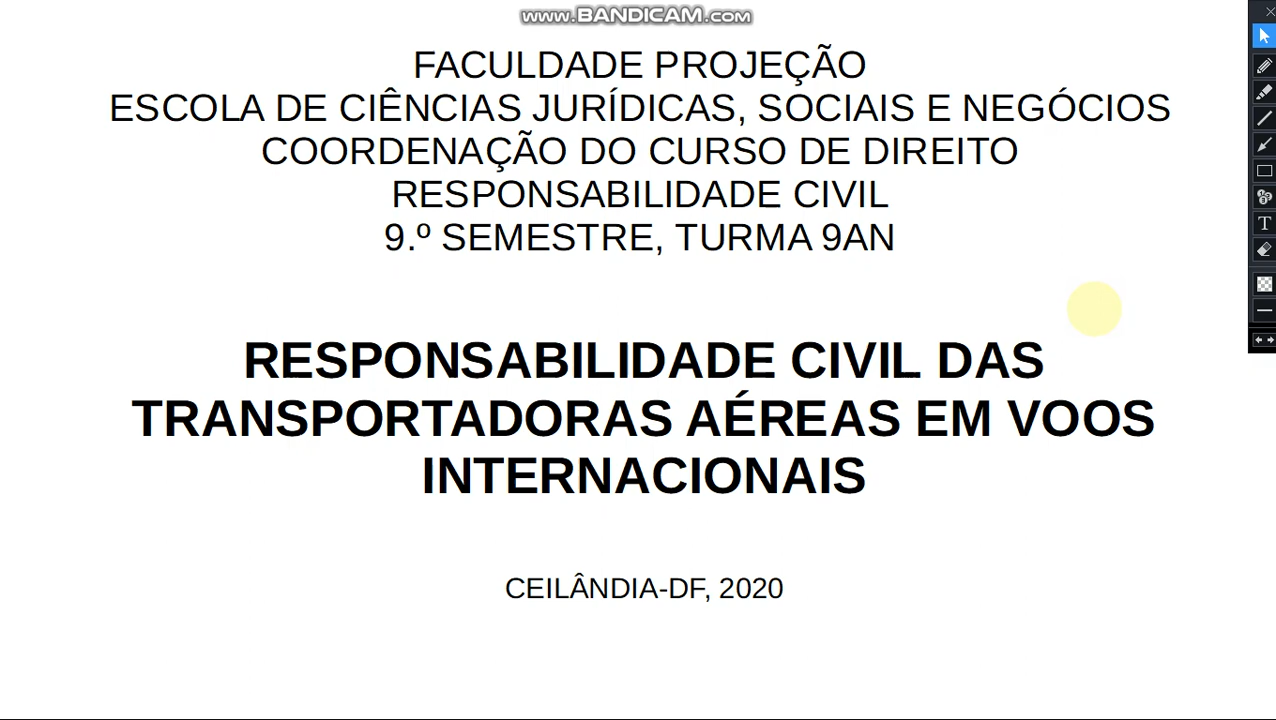 www.BANDICAM.com
FACULDADE PROJEÇÃO
ESCOLA DE CIÊNCIAS JURÍDICAS, SOCIAIS E NEGÓCIOS
COORDENAÇÃO DO CURSO DE DIREITO
RESPONSABILIDADE CIVIL
9.º SEMESTRE, TURMA 9AN
RESPONSABILIDADE CIVIL DAS
TRANSPORTADORAS AÉREAS EM VOOS
INTERNACIONAIS
CEILÂNDIA-DF, 2020